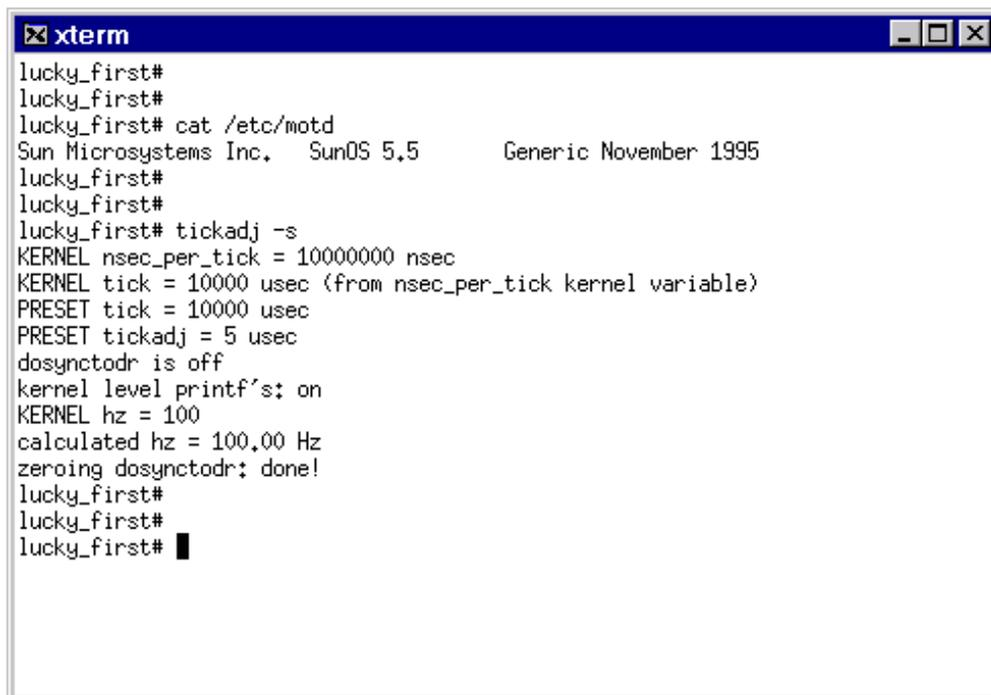 xterm
lucky_first#
lucky_first#
lucky_first# cat /etc/motd
Sun Microsystems Inc.   SunOS 5.5       Generic November 1995
lucky_first#
lucky_first#
lucky_first# tickadj -s
KERNEL nsec_per_tick = 10000000 nsec
KERNEL tick = 10000 usec (from nsec_per_tick kernel variable)
PRESET tick = 10000 usec
PRESET tickadj = 5 usec
dosynctodr is off
kernel level printf's: on
KERNEL hz = 100
calculated hz = 100.00 Hz
zeroing dosynctodr: done!
lucky_first#
lucky_first#
lucky_first#